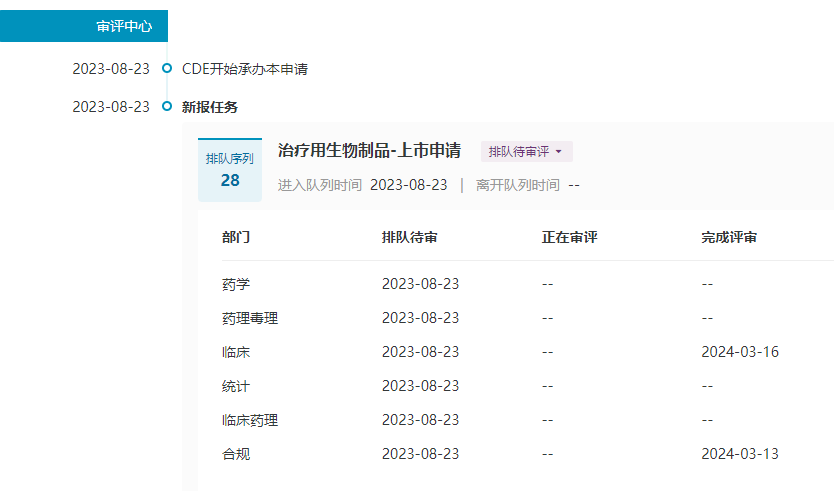 审评中心
2023-08-23 CDE开始承办本申请
2023-08-23 新报任务
排队序列
28
治疗用生物制品-上市申请 排队待审评
进入队列时间 2023-08-23 | 离开队列时间 --
部门 排队待审 正在审评 完成评审
药学 2023-08-23 -- --
药理毒理 2023-08-23 -- --
临床 2023-08-23 -- 2024-03-16
统计 2023-08-23 -- --
临床药理 2023-08-23 -- --
合规 2023-08-23 -- 2024-03-13